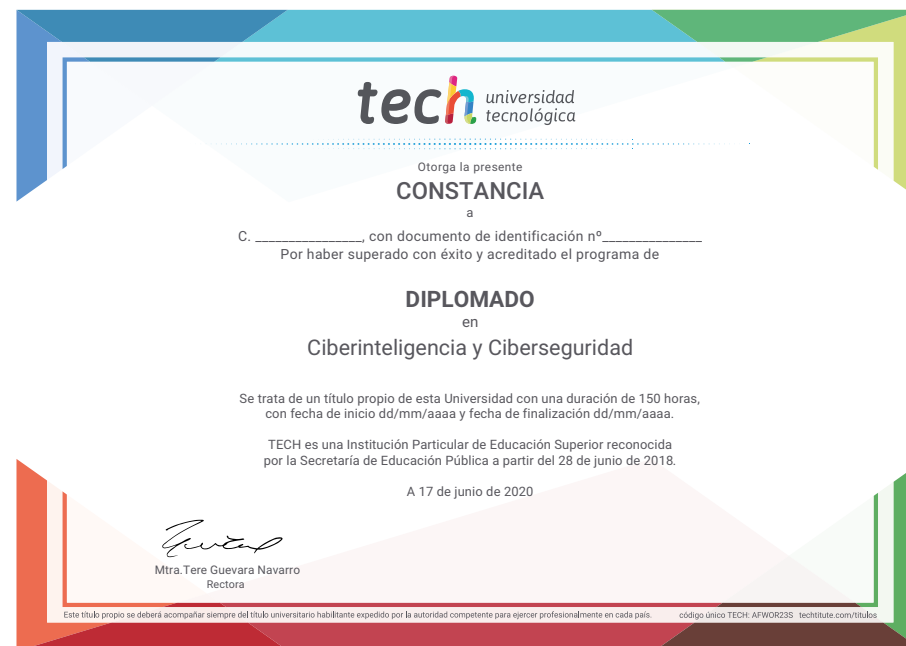 tech universidad
tecnológica
Otorga la presente
CONSTANCIA
a
C. ________________, con documento de identificación nº_______________
Por haber superado con éxito y acreditado el programa de
DIPLOMADO
en
Ciberinteligencia y Ciberseguridad
Se trata de un título propio de esta Universidad con una duración de 150 horas,
con fecha de inicio dd/mm/aaaa y fecha de finalización dd/mm/aaaa.
TECH es una Institución Particular de Educación Superior reconocida
por la Secretaría de Educación Pública a partir del 28 de junio de 2018.
A 17 de junio de 2020
Mtra.Tere Guevara Navarro
Rectora
Este título propio se deberá acompañar siempre del título universitario habilitante expedido por la autoridad competente para ejercer profesionalmente en cada país. código único TECH: AFWOR23S techtitute.com/titulos